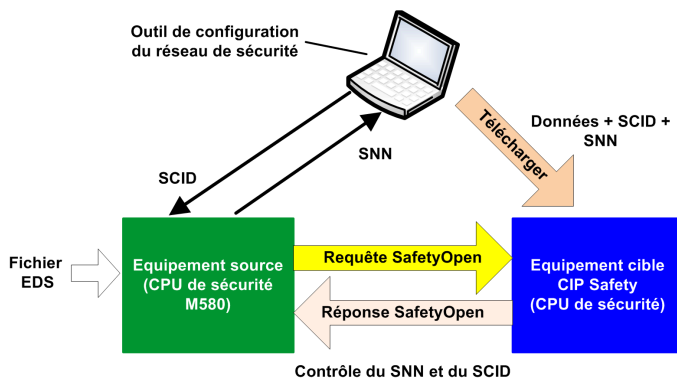 Outil de configuration
du réseau de sécurité
Télécharger
Données + SCID +
SNN
SNN
SCID
Fichier
EDS
Equipement source
(CPU de sécurité
M580)
Requête SafetyOpen
Réponse SafetyOpen
Equipement cible
CIP Safety
(CPU de sécurité)
Contrôle du SNN et du SCID